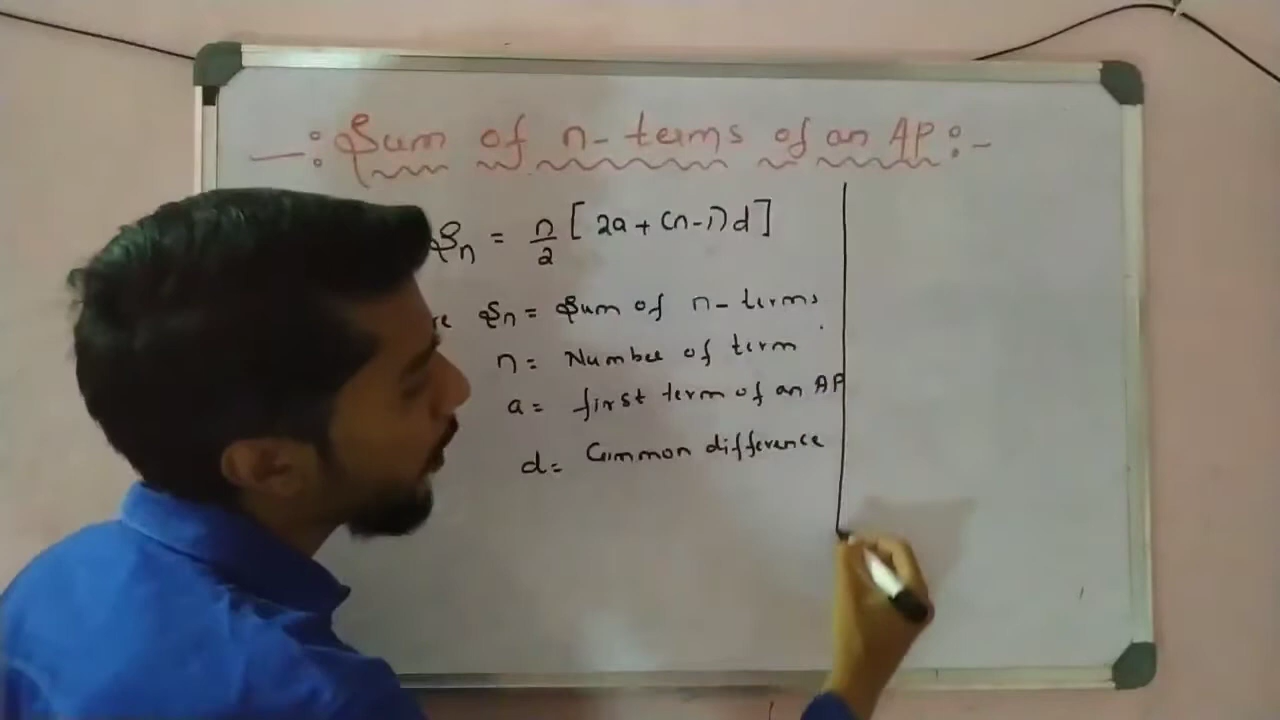 —: Sum of n- terms of an AP :-
Sn = n/2 [ 2a + (n-1) d ]
re Sn = Sum of n- terms
n = Number of term
a = first term of an AP
d = Common difference